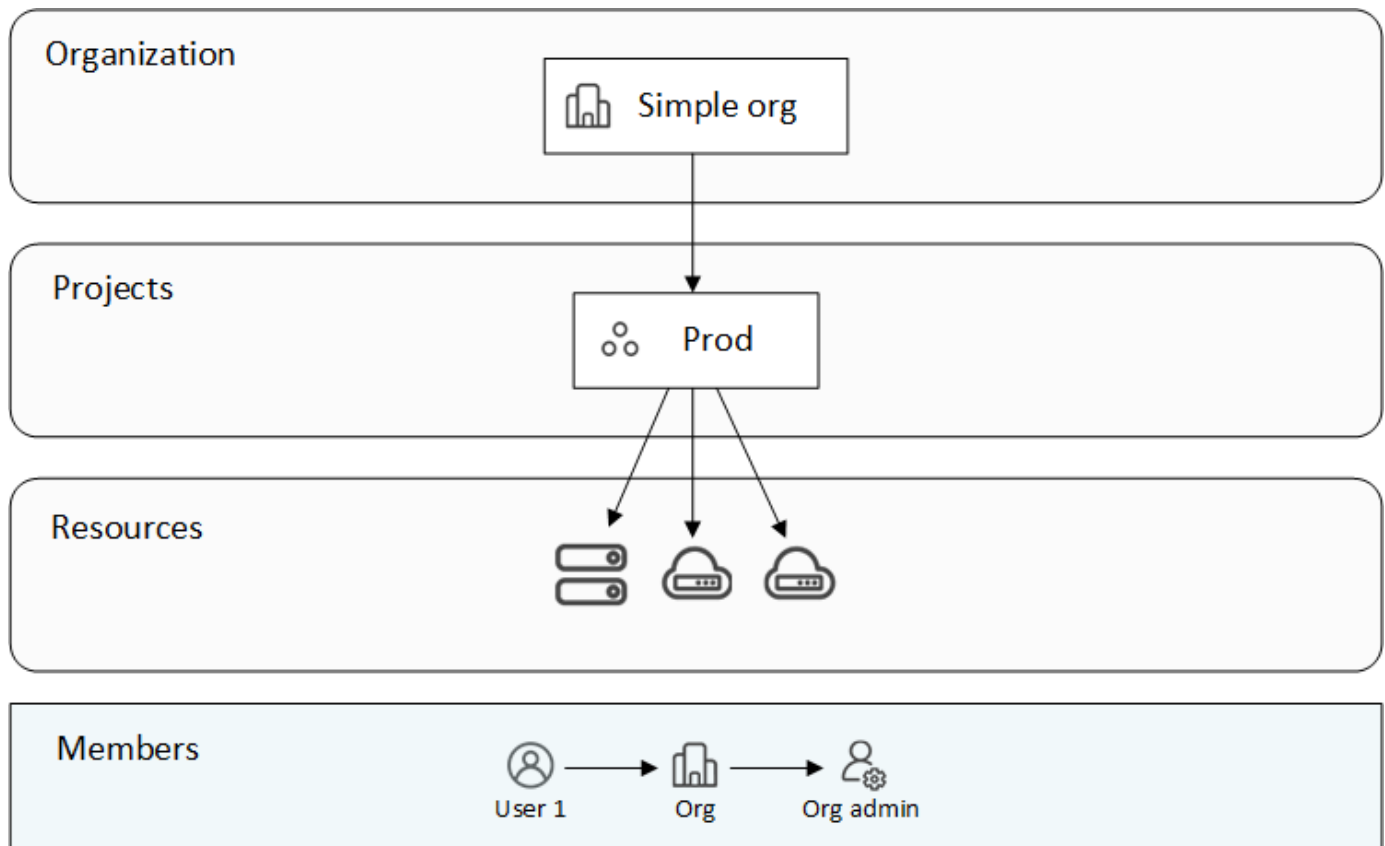 Organization
Simple org
Projects
Prod
Resources
Members
User 1
Org
Org admin